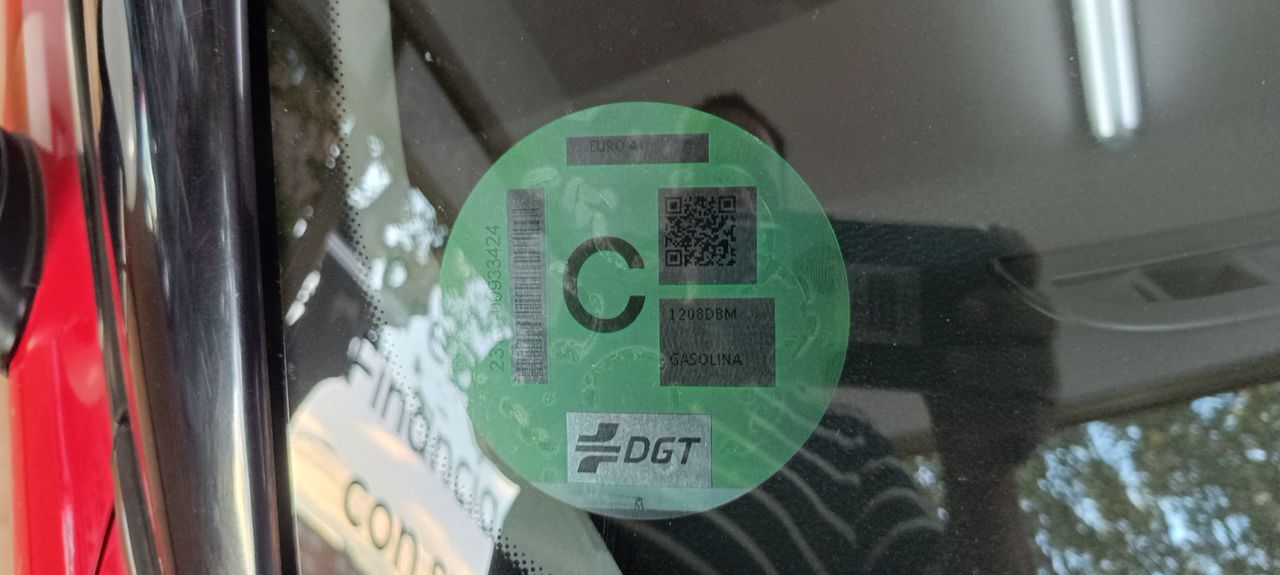 EURO 4
C
1208DBM
GASOLINA
DGT
Financia
con